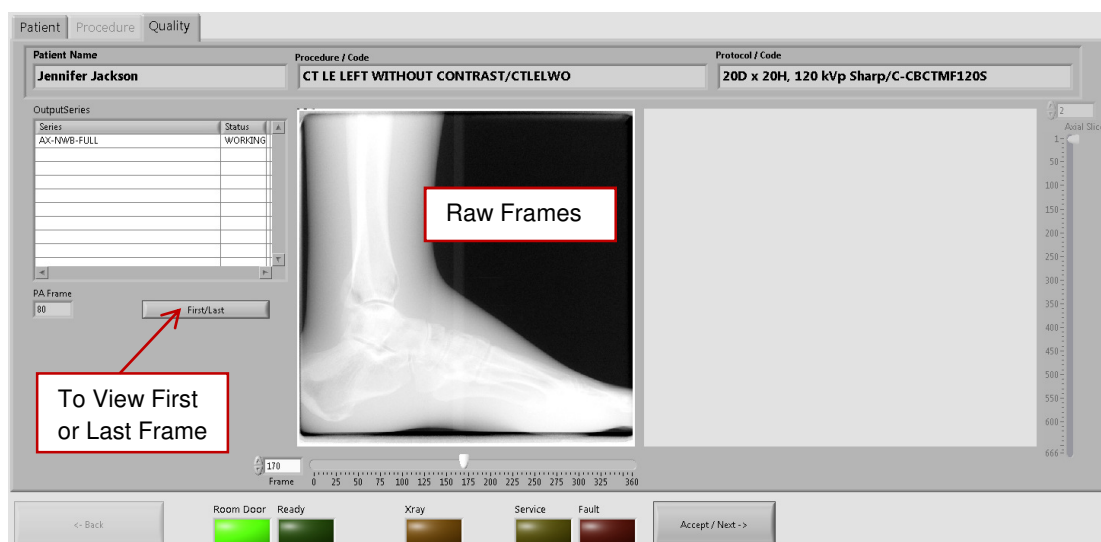 Patient Procedure Quality
Patient Name
Jennifer Jackson
Procedure / Code
CT LE LEFT WITHOUT CONTRAST/CTLELWO
Protocol / Code
20D x 20H, 120 kVp Sharp/C-CBCTMF120S
OutputSeries
Series Status
AX-NWB-FULL WORKING
PA Frame
80
First/Last
To View First
or Last Frame
Raw Frames
2
Axial Slice
1
50
100
150
200
250
300
350
400
450
500
550
600
666
170
Frame 0 25 50 75 100 125 150 175 200 225 250 275 300 325 360
<- Back
Room Door Ready Xray Service Fault
Accept / Next ->